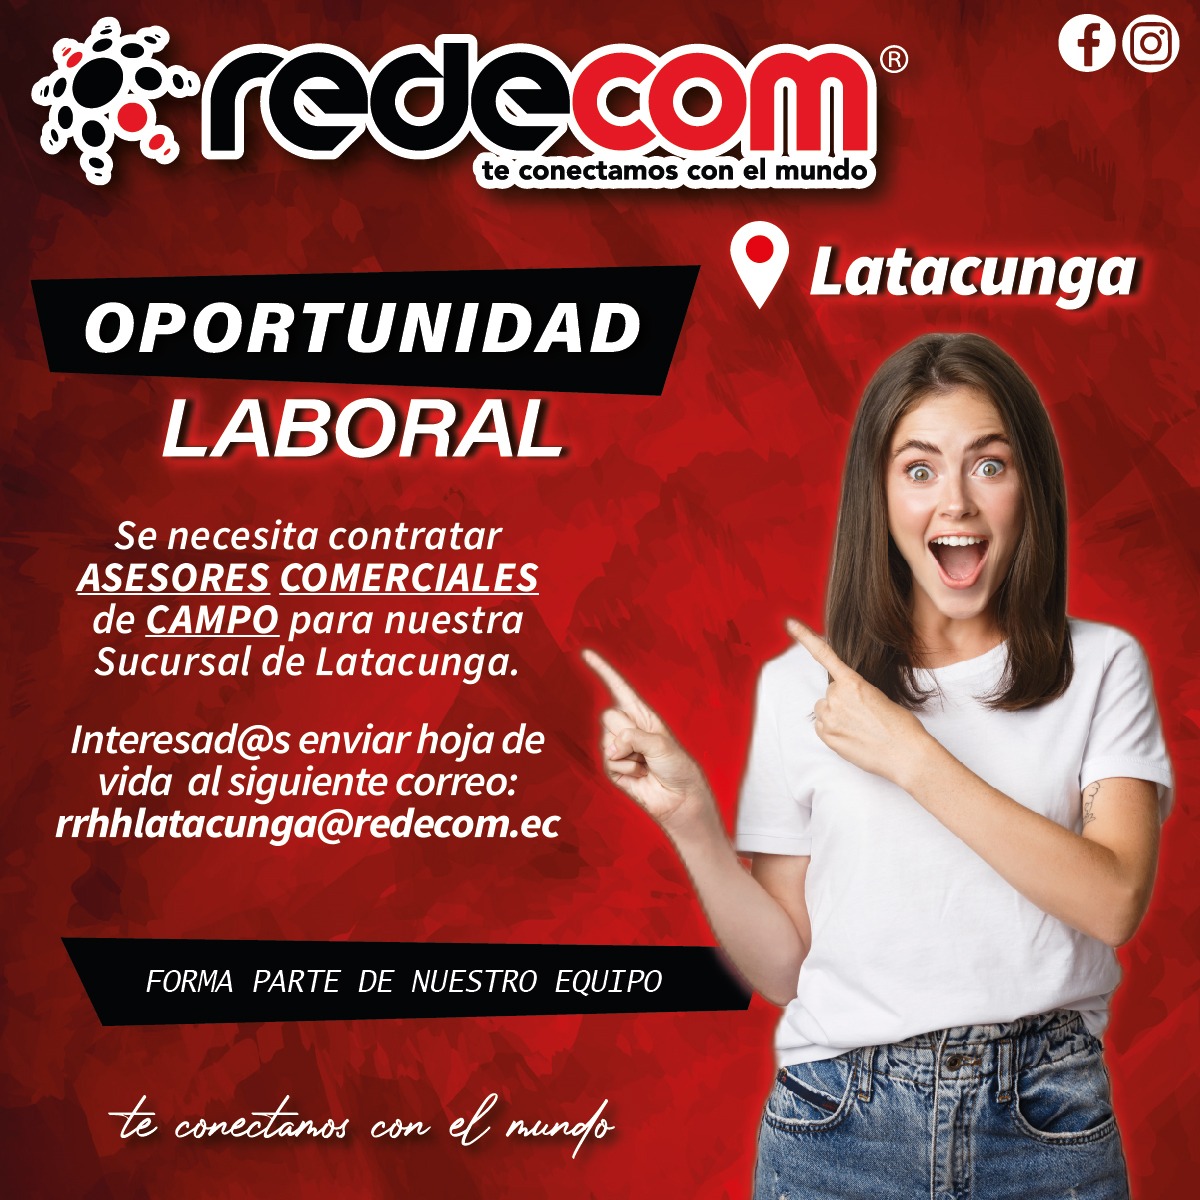 redecom®
te conectamos con el mundo
Latacunga
OPORTUNIDAD
LABORAL
Se necesita contratar
ASESORES COMERCIALES
de CAMPO para nuestra
Sucursal de Latacunga.
Interesad@s enviar hoja de
vida al siguiente correo:
rrhhlatacunga@redecom.ec
FORMA PARTE DE NUESTRO EQUIPO
te conectamos con el mundo